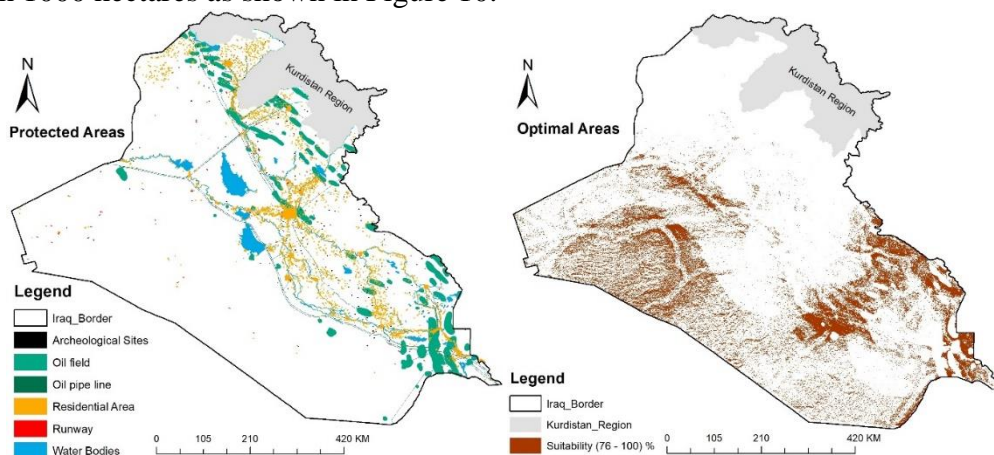 n 1000 hectares as shown in Figure 10.
N
Protected Areas
Kurdistan Region
Legend
Iraq_Border
Archeological Sites
Oil field
Oil pipe line
Residential Area
Runway
Water Bodies
0 105 210 420 KM
N
Optimal Areas
Kurdistan Region
Legend
Iraq_Border
Kurdistan_Region
Suitability (76 - 100) %
0 105 210 420 KM